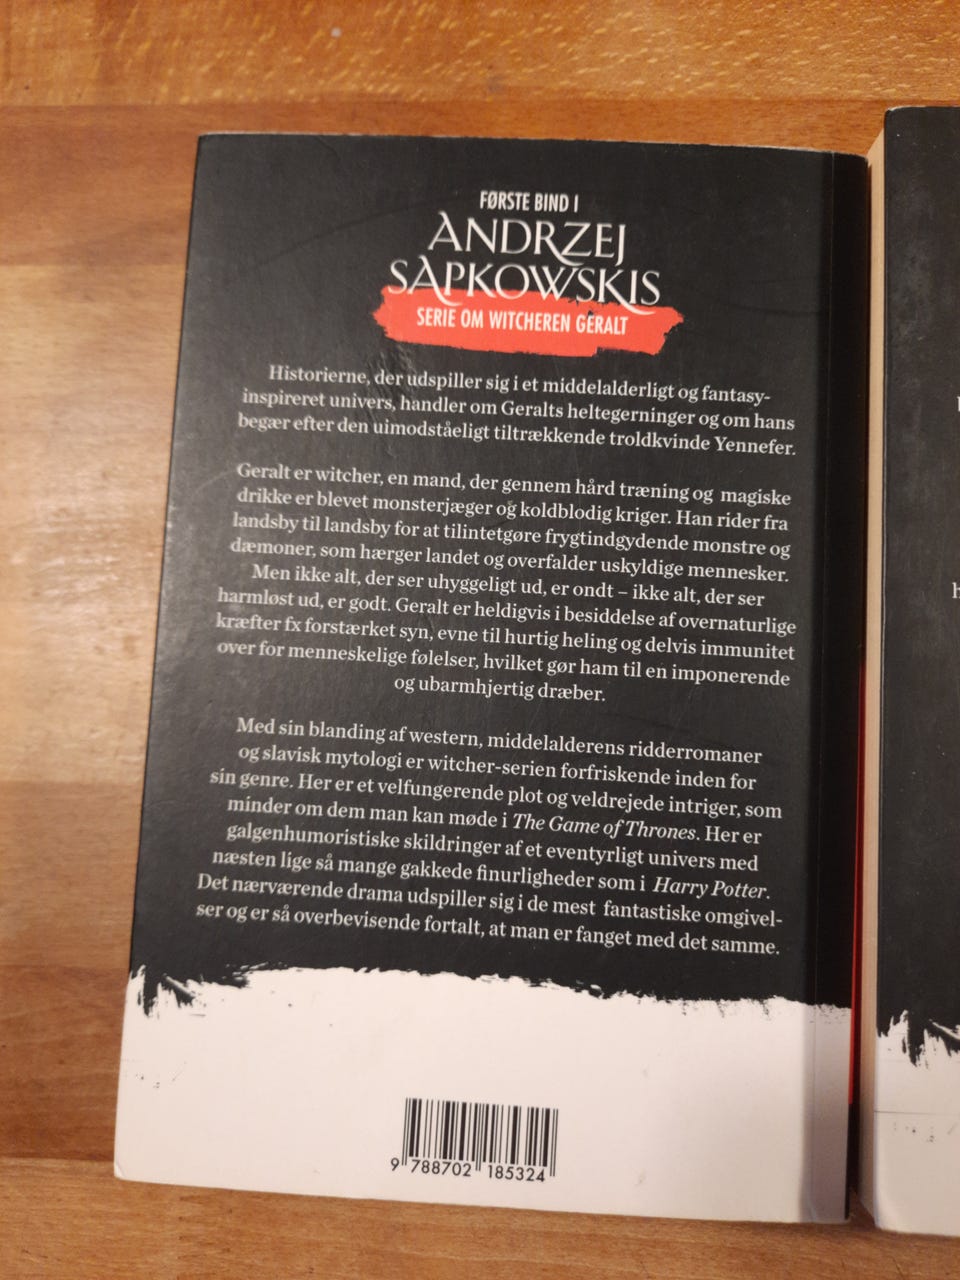 FØRSTE BIND I
ANDRZEJ
SAPKOWSKIS
SERIE OM WITCHEREN GERALT
Historierne, der udspiller sig i et middelalderligt og fantasy-
inspireret univers, handler om Geralts heltegerninger og om hans
begær efter den uimodståeligt tiltrækkende troldkvinde Yennefer.
Geralt er witcher, en mand, der gennem hård træning og magiske
drikke er blevet monsterjæger og koldblodig kriger. Han rider fra
landsby til landsby for at tilintetgøre frygtindgydende monstre og
dæmoner, som hærger landet og overfalder uskyldige mennesker.
Men ikke alt, der ser uhyggeligt ud, er ondt – ikke alt, der ser
harmløst ud, er godt. Geralt er heldigvis i besiddelse af overnaturlige
kræfter fx forstærket syn, evne til hurtig heling og delvis immunitet
over for menneskelige følelser, hvilket gør ham til en imponerende
og ubarmhjertig dræber.
Med sin blanding af western, middelalderens ridderromaner
og slavisk mytologi er witcher-serien forfriskende inden for
sin genre. Her er et velfungerende plot og veldrejede intriger, som
minder om dem man kan møde i The Game of Thrones. Her er
galgenhumoristiske skildringer af et eventyrligt univers med
næsten lige så mange gakkede finurligheder som i Harry Potter.
Det nærværende drama udspiller sig i de mest fantastiske omgivel-
ser og er så overbevisende fortalt, at man er fanget med det samme.
9 788702 185324